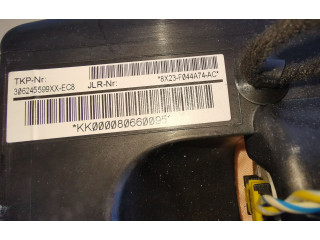 TKP-Nr:
306245599XX-EC8
JLR-Nr:
*8X23-F044A74-AC*
*KK000080660095*